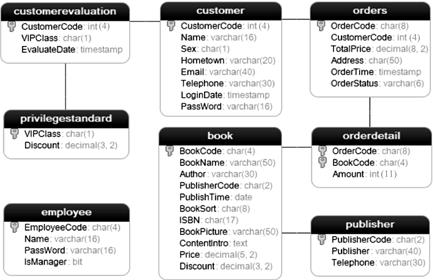 customerevaluation
CustomerCode: int(4)
VIPClass: char(1)
EvaluateDate: timestamp
customer
CustomerCode: int(4)
Name: varchar(16)
Sex: char(1)
Hometown: varchar(20)
Email: varchar(40)
Telephone: varchar(30)
LoginDate: timestamp
PassWord: varchar(16)
orders
OrderCode: char(8)
CustomerCode: int(4)
TotalPrice: decimal(8, 2)
Address: char(50)
OrderTime: timestamp
OrderStatus: varchar(6)
privilegestandard
VIPClass: char(1)
Discount: decimal(3, 2)
book
BookCode: char(4)
BookName: varchar(50)
Author: varchar(30)
PublisherCode: char(2)
PublishTime: date
BookSort: char(8)
ISBN: char(17)
BookPicture: varchar(50)
ContentIntro: text
Price: decimal(5, 2)
Discount: decimal(3, 2)
orderdetail
OrderCode: char(8)
BookCode: char(4)
Amount: int(11)
employee
EmployeeCode: char(4)
Name: varchar(16)
PassWord: varchar(16)
IsManager: bit
publisher
PublisherCode: char(2)
Publisher: varchar(40)
Telephone: varchar(30)